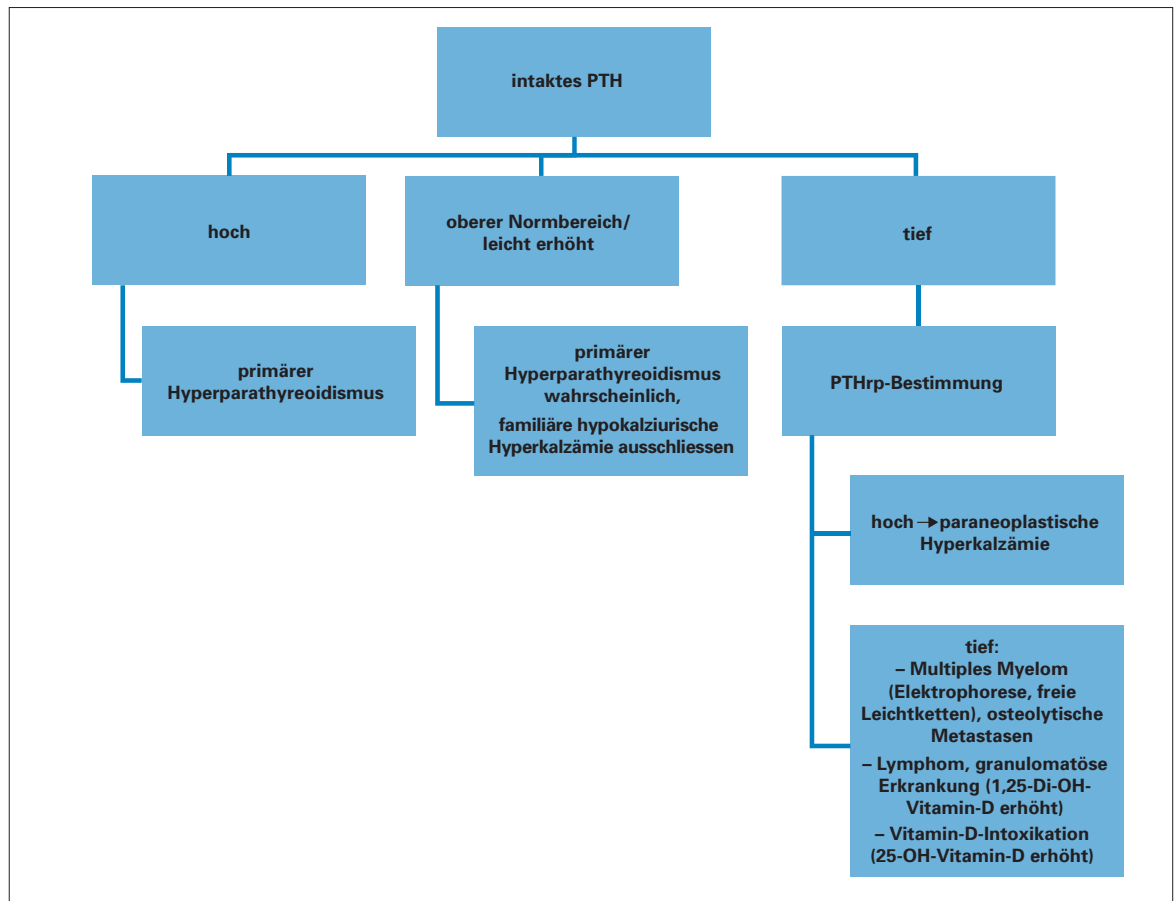 intaktes PTH
hoch
oberer Normbereich/
leicht erhöht
tief
primärer
Hyperparathyreoidismus
primärer
Hyperparathyreoidismus
wahrscheinlich,
familiäre hypokalziurische
Hyperkalzämie ausschliessen
PTHrp-Bestimmung
hoch → paraneoplastische
Hyperkalzämie
tief:
– Multiples Myelom
(Elektrophorese, freie
Leichtketten), osteolytische
Metastasen
– Lymphom, granulomatöse
Erkrankung (1,25-Di-OH-
Vitamin-D erhöht)
– Vitamin-D-Intoxikation
(25-OH-Vitamin-D erhöht)